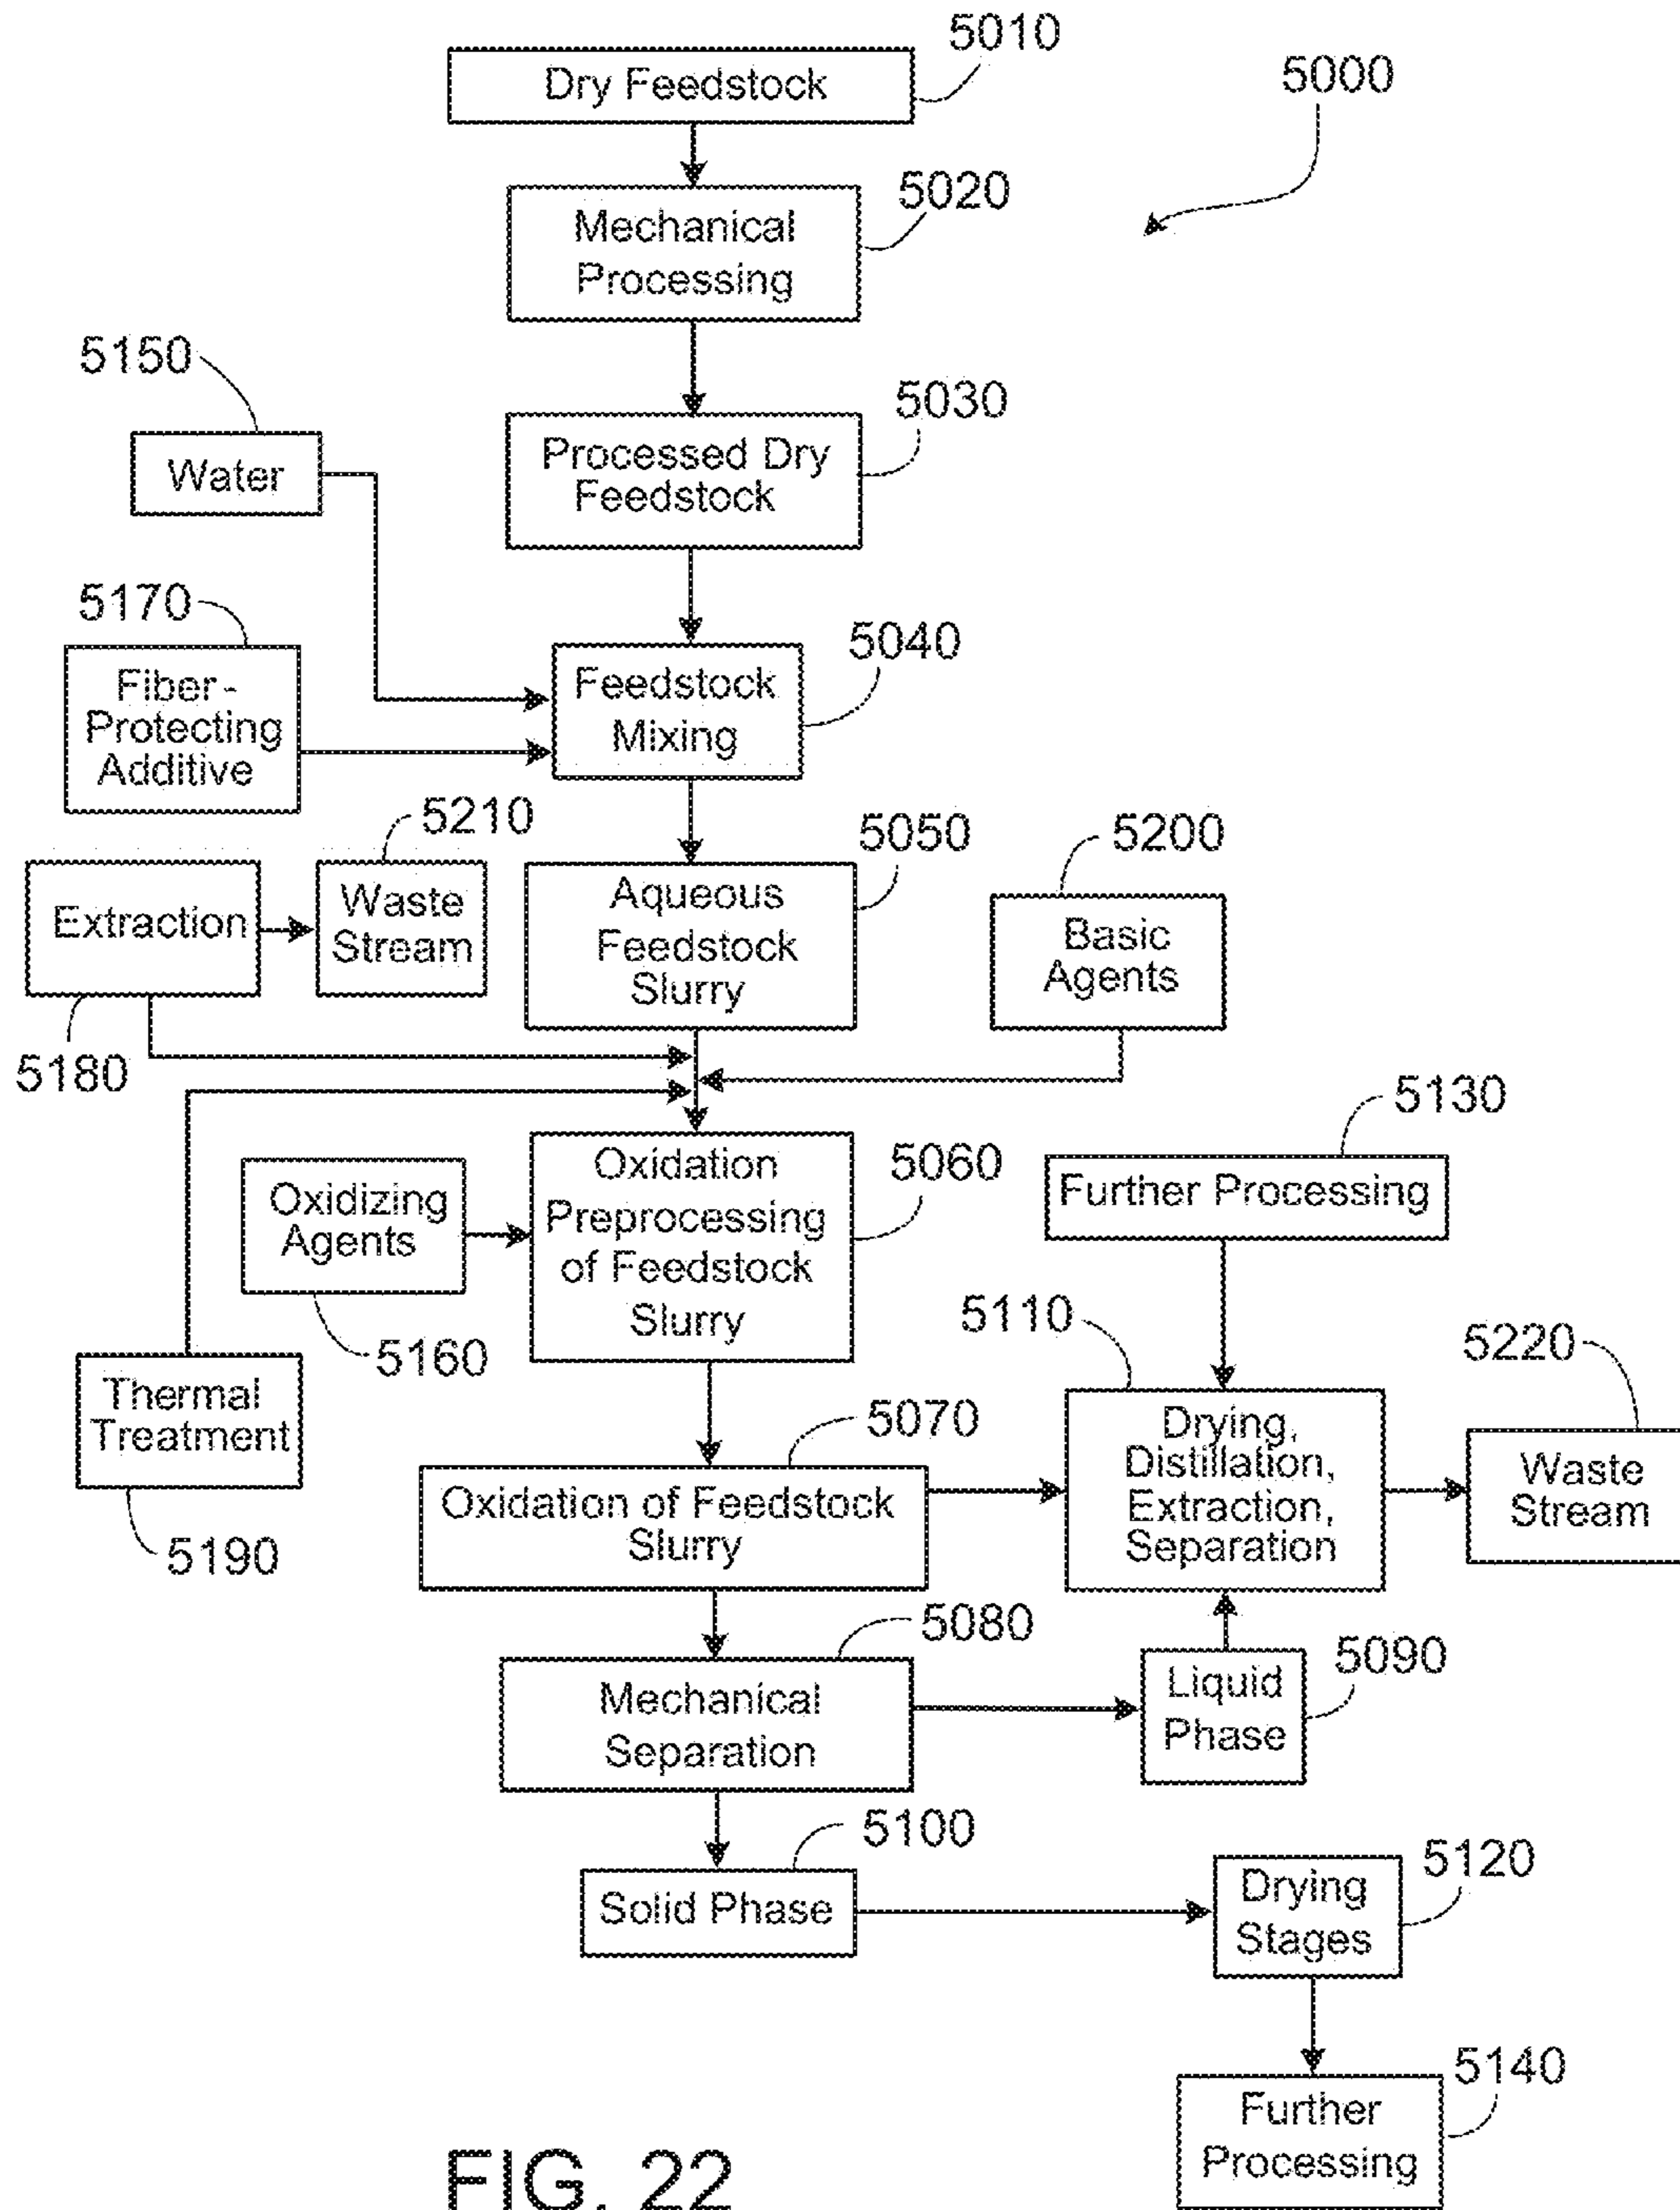 5010
Dry Feedstock
5000
5020
Mechanical
Processing
5150
5030
Water
Processed Dry
Feedstock
5170
5040
Fiber-
Protecting
Additive
Feedstock
Mixing
5210
5050
5200
Extraction
Waste
Stream
Aqueous
Feedstock
Slurry
Basic
Agents
5180
5130
Oxidizing
Agents
Oxidation
Preprocessing
of Feedstock
Slurry
5060
Further Processing
5160
5110
5220
Thermal
Treatment
5070
Drying,
Distillation,
Extraction,
Separation
Waste
Stream
5190
Oxidation of Feedstock
Slurry
5080
5090
Mechanical
Separation
Liquid
Phase
5100
5120
Solid Phase
Drying
Stages
5140
Further
Processing
FIG. 22